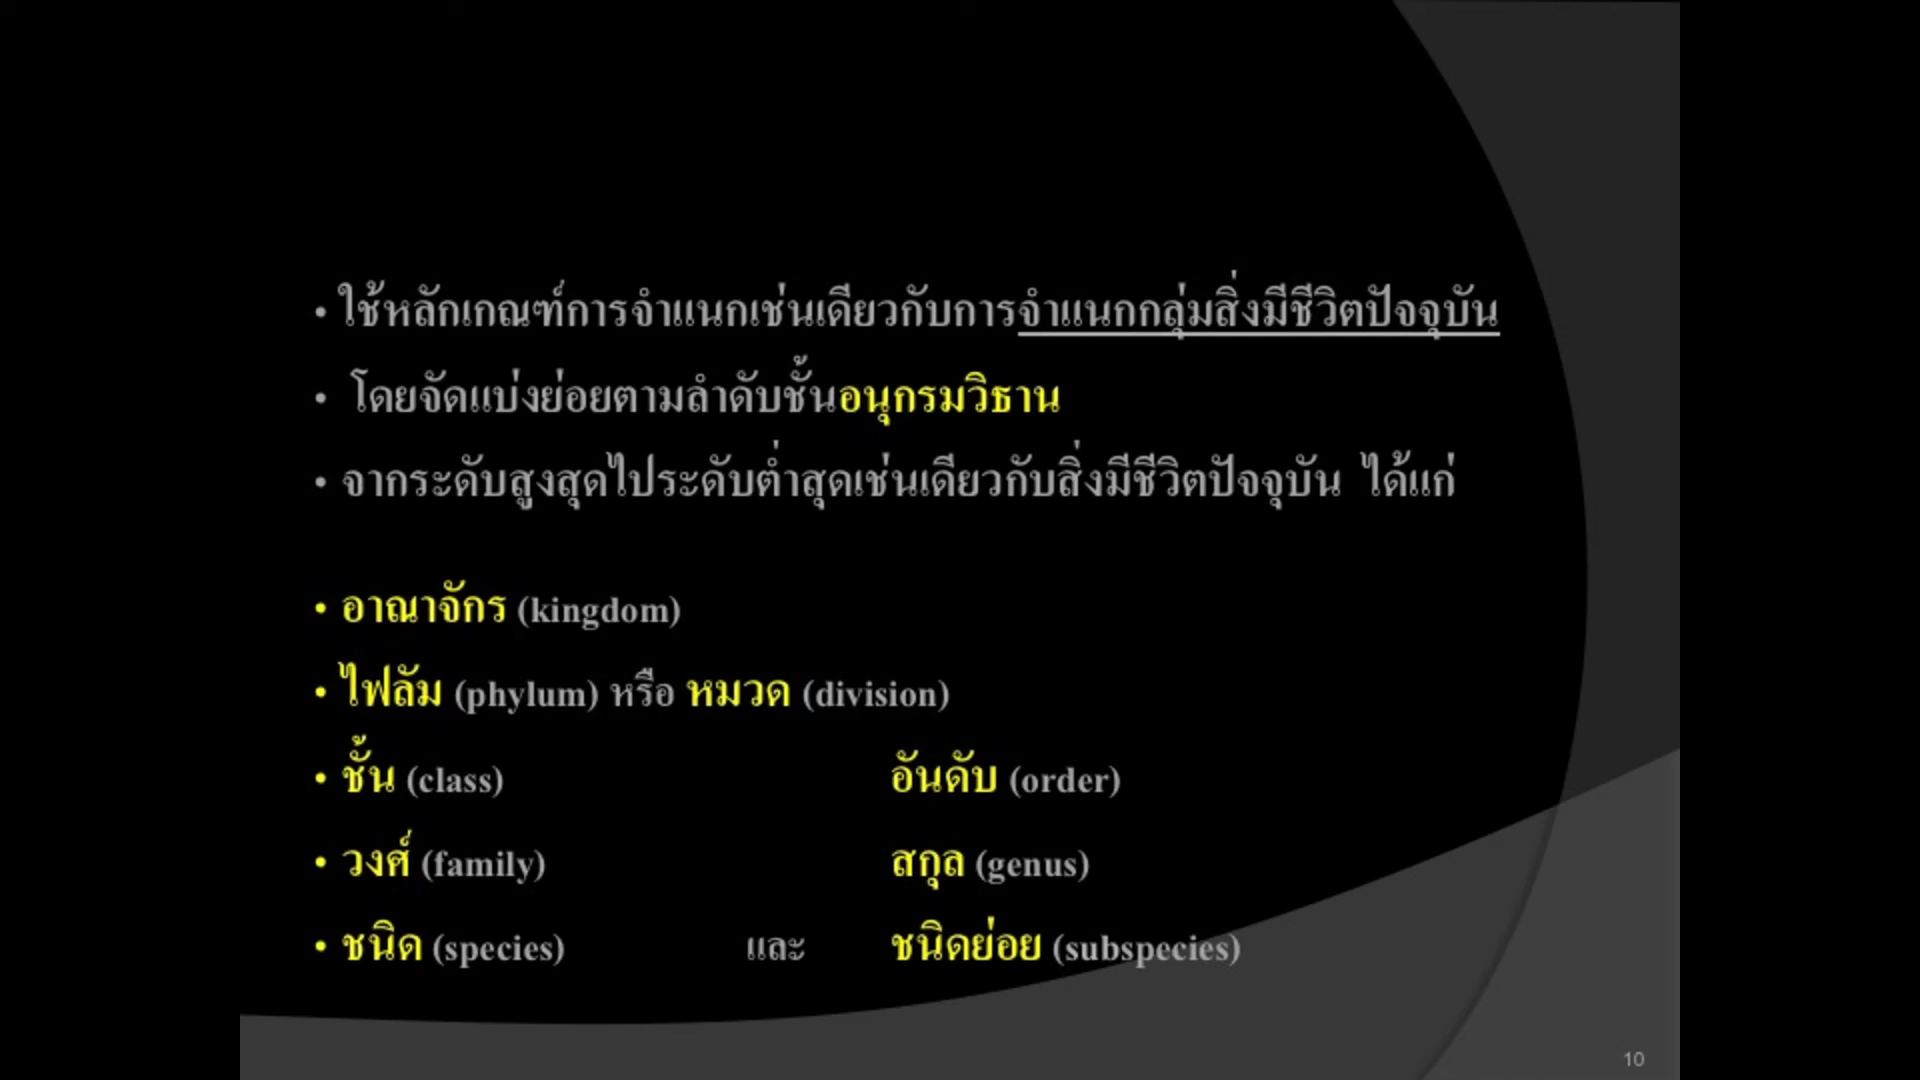 • ใช้หลักเกณฑ์การจำแนกเช่นเดียวกับการจำแนกกลุ่มสิ่งมีชีวิตปัจจุบัน
• โดยจัดแบ่งย่อยตามลำดับชั้นอนุกรมวิธาน
• จากระดับสูงสุดไประดับต่ำสุดเช่นเดียวกับสิ่งมีชีวิตปัจจุบัน ได้แก่
• อาณาจักร (kingdom)
• ไฟลัม (phylum) หรือ หมวด (division)
• ชั้น (class) อันดับ (order)
• วงศ์ (family) สกุล (genus)
• ชนิด (species) และ ชนิดย่อย (subspecies)
10